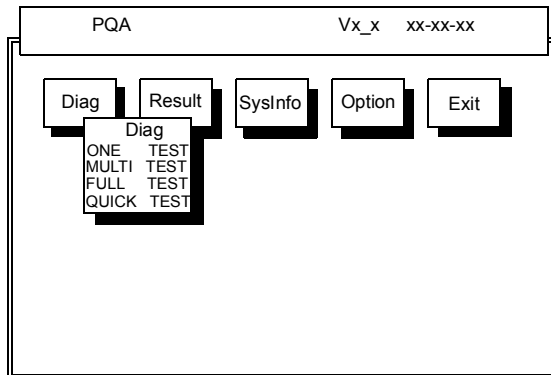 PQA Vx_x xx-xx-xx
Diag Result SysInfo Option Exit
Diag
ONE TEST
MULTI TEST
FULL TEST
QUICK TEST